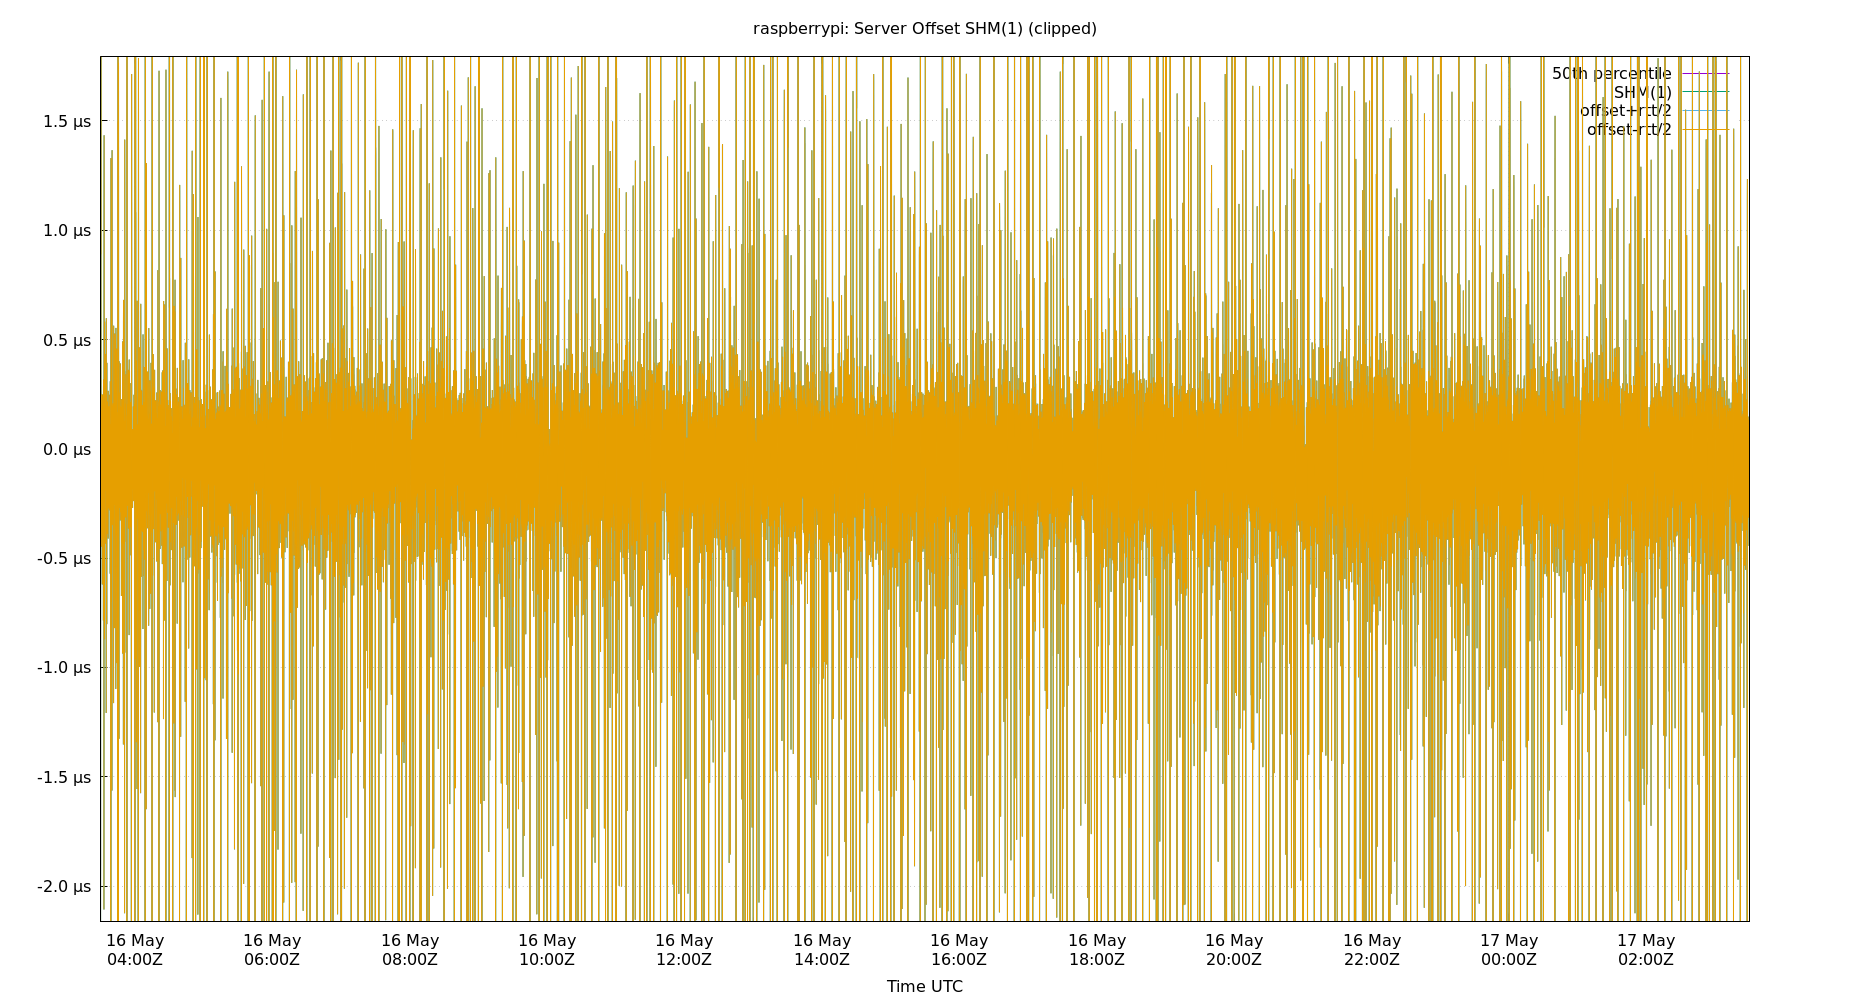 raspberrypi: Server Offset SHM(1) (clipped)
50th percentile
SHM(1)
offset+rtt/2
offset-rtt/2
1.5 µs
1.0 µs
0.5 µs
0.0 µs
-0.5 µs
-1.0 µs
-1.5 µs
-2.0 µs
16 May 16 May 16 May 16 May 16 May 16 May 16 May 16 May 16 May 16 May 17 May 17 May
04:00Z 06:00Z 08:00Z 10:00Z 12:00Z 14:00Z 16:00Z 18:00Z 20:00Z 22:00Z 00:00Z 02:00Z
Time UTC